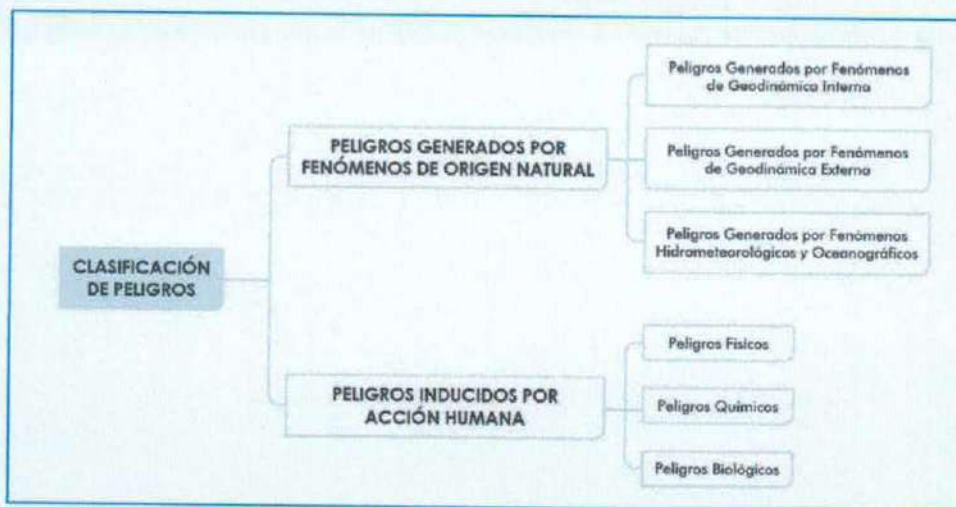 CLASIFICACIÓN
DE PELIGROS
PELIGROS GENERADOS POR
FENÓMENOS DE ORIGEN NATURAL
Peligros Generados por Fenómenos
de Geodinámica Interna
Peligros Generados por Fenómenos
de Geodinámica Externa
Peligros Generados por Fenómenos
Hidrometeorológicos y Oceanográficos
PELIGROS INDUCIDOS POR
ACCIÓN HUMANA
Peligros Físicos
Peligros Químicos
Peligros Biológicos